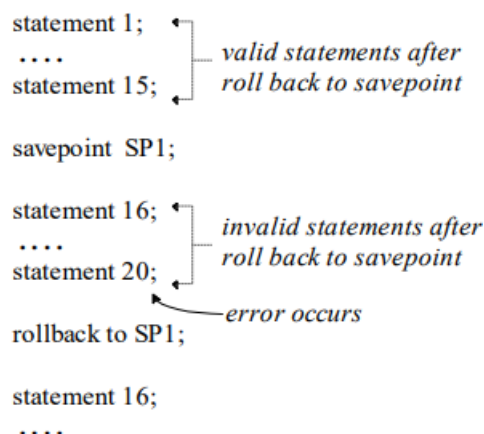 statement 1;
....
statement 15;
valid statements after
roll back to savepoint
savepoint SP1;
statement 16;
....
statement 20;
invalid statements after
roll back to savepoint
error occurs
rollback to SP1;
statement 16;
....